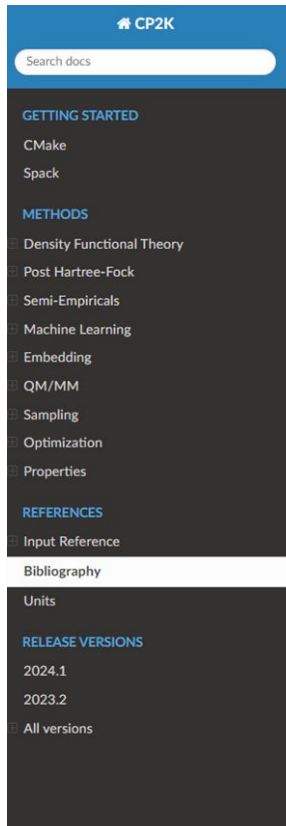 CP2K
Search docs
GETTING STARTED
CMake
Spack
METHODS
Density Functional Theory
Post Hartree-Fock
Semi-Empiricals
Machine Learning
Embedding
QM/MM
Sampling
Optimization
Properties
REFERENCES
Input Reference
Bibliography
Units
RELEASE VERSIONS
2024.1
2023.2
All versions